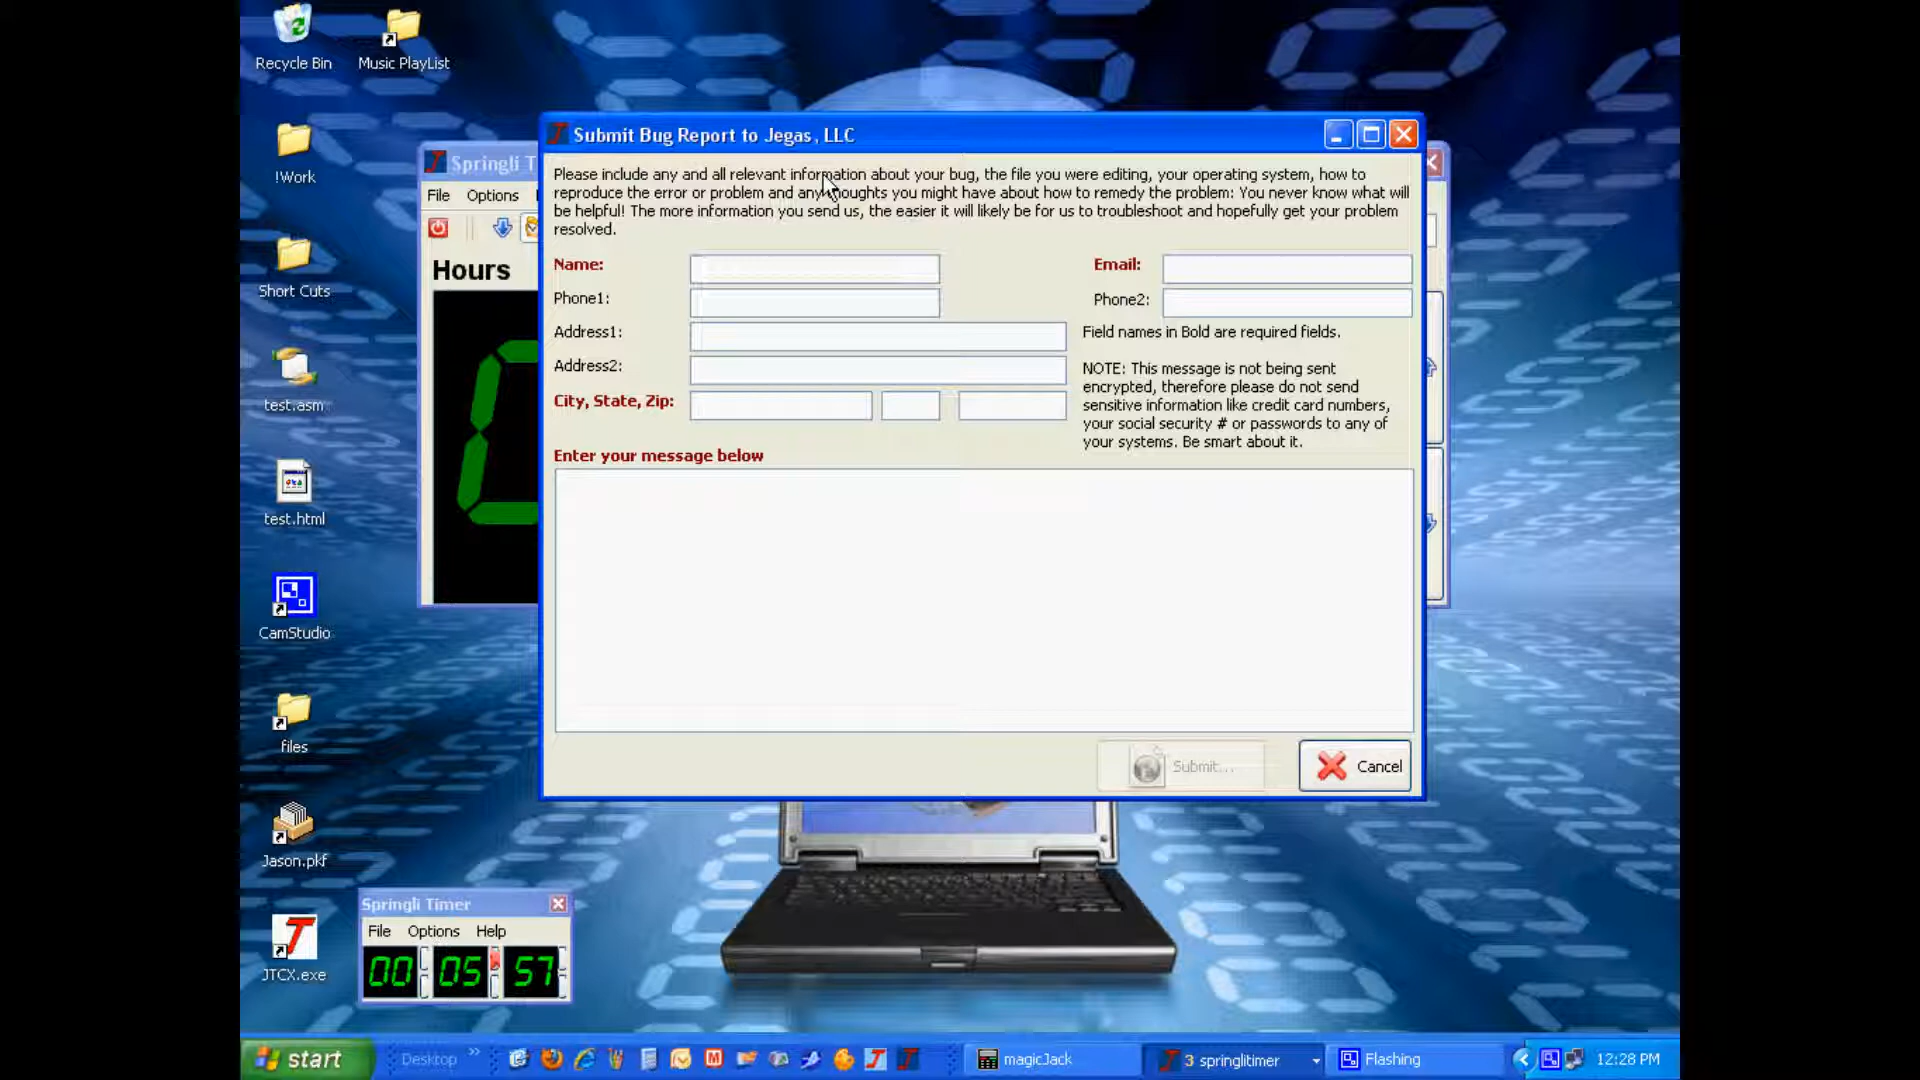 Recycle Bin
Music PlayList
!Work
Short Cuts
test.asm
test.html
CamStudio
files
Jason.pkf
JTCX.exe
Springli T
File Options
Hours
Submit Bug Report to Jegas, LLC
Please include any and all relevant information about your bug, the file you were editing, your operating system, how to
reproduce the error or problem and any thoughts you might have about how to remedy the problem: You never know what will
be helpful! The more information you send us, the easier it will likely be for us to troubleshoot and hopefully get your problem
resolved.
Name:
Email:
Phone1:
Phone2:
Address1:
Field names in Bold are required fields.
Address2:
NOTE: This message is not being sent
encrypted, therefore please do not send
sensitive information like credit card numbers,
your social security # or passwords to any of
your systems. Be smart about it.
City, State, Zip:
Enter your message below
Submit...
Cancel
Springli Timer
File Options Help
00 05 57
start
Desktop
magicJack
3 springlitimer
Flashing
12:28 PM